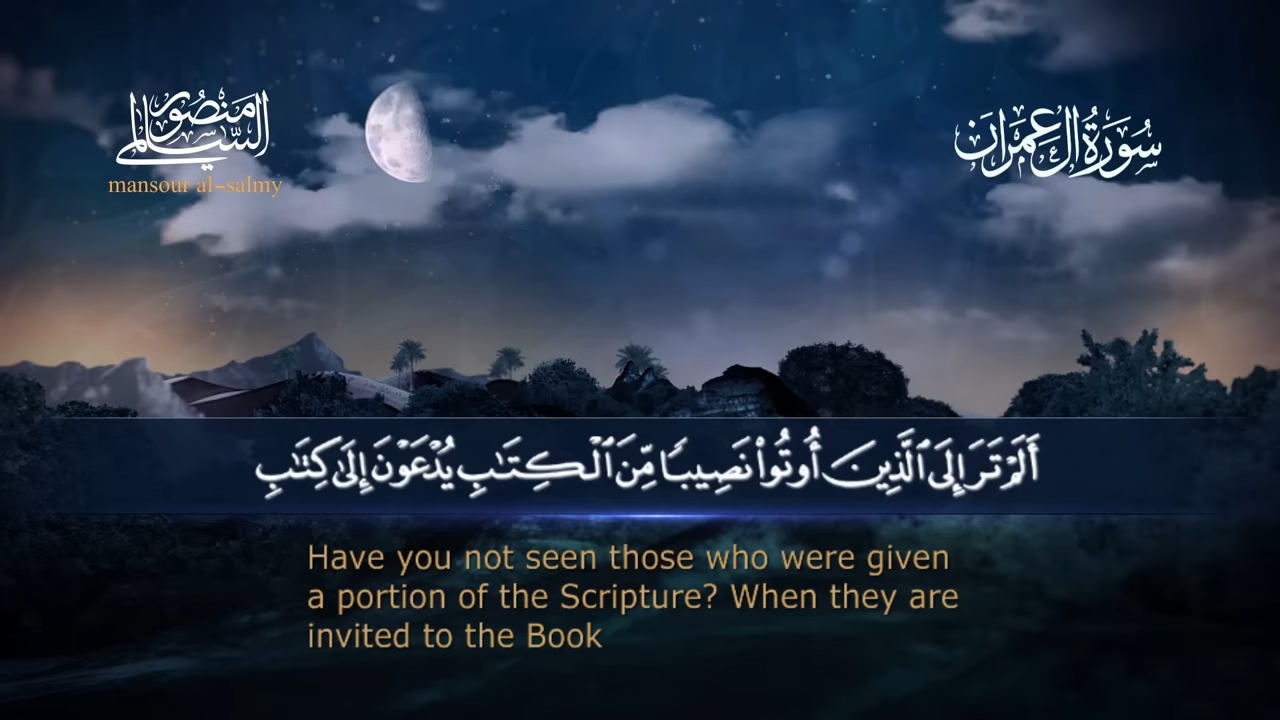 منصور السالمي
mansour al-salmy
سُورَةُ آلِ عِمْرَان
أَلَمْ تَرَ إِلَى ٱلَّذِينَ أُوتُوا۟ نَصِيبًا مِّنَ ٱلْكِتَـٰبِ يُدْعَوْنَ إِلَىٰ كِتَـٰبِ
Have you not seen those who were given
a portion of the Scripture? When they are
invited to the Book